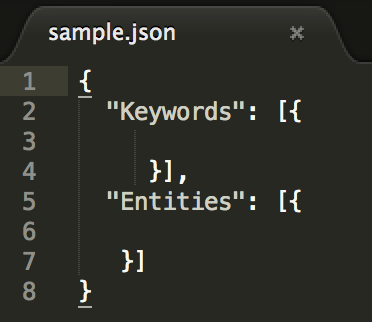 sample.json ×
1 {
2 "Keywords": [{
3
4 }],
5 "Entities": [{
6
7 }]
8 }